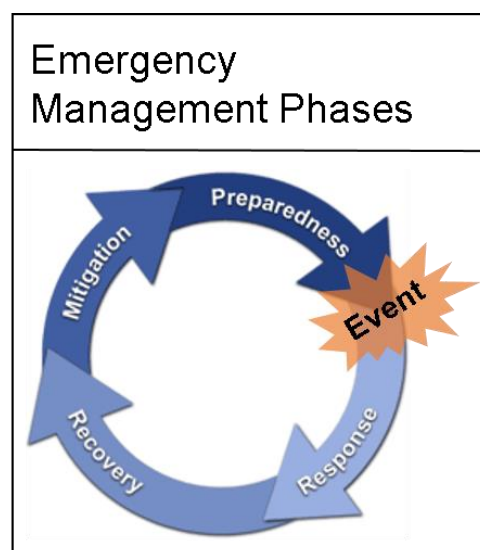 Emergency
Management Phases
Preparedness
Event
Response
Recovery
Mitigation